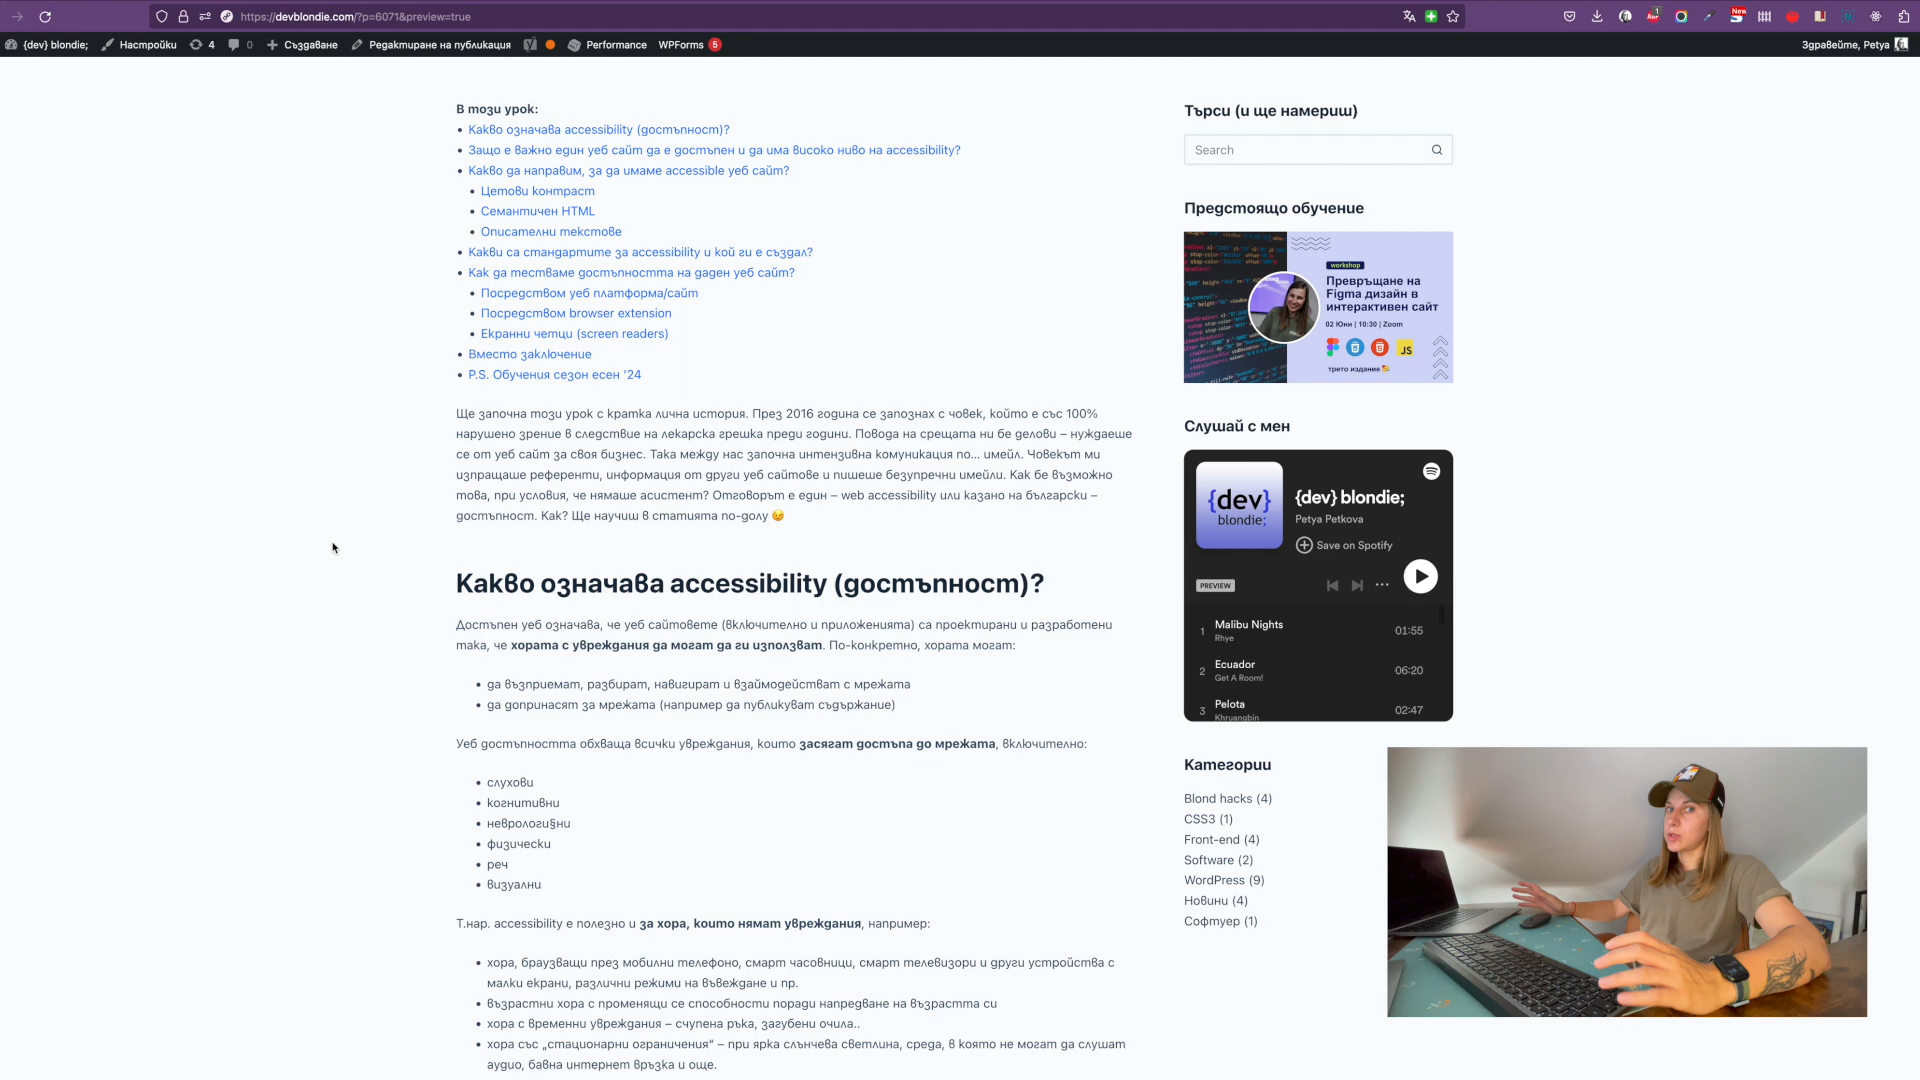 https://devblondie.com/?p=6071&preview=true
Abr
1
New
{dev} blondie;
Настройки
4
0
Създаване
Редактиране на публикация
Performance
WPForms
5
Здравейте, Petya
В този урок:
• Какво означава accessibility (достъпност)?
• Защо е важно един уеб сайт да е достъпен и да има високо ниво на accessibility?
• Какво да направим, за да имаме accessible уеб сайт?
• Цетови контраст
• Семантичен HTML
• Описателни текстове
• Какви са стандартите за accessibility и кой ги е създал?
• Как да тестваме достъпността на даден уеб сайт?
• Посредством уеб платформа/сайт
• Посредством browser extension
• Екранни четци (screen readers)
• Вместо заключение
• P.S. Обучения сезон есен '24
Ще започна този урок с кратка лична история. През 2016 година се запознах с човек, който е със 100%
нарушено зрение в следствие на лекарска грешка преди години. Повода на срещата ни бе делови – нуждаеше
се от уеб сайт за своя бизнес. Така между нас започна интензивна комуникация по... имейл. Човекът ми
изпращаше референти, информация от други уеб сайтове и пишеше безупречни имейли. Как бе възможно
това, при условия, че нямаше асистент? Отговорът е един – web accessibility или казано на български –
достъпност. Как? Ще научиш в статията по-долу 😉
Какво означава accessibility (достъпност)?
Достъпен уеб означава, че уеб сайтовете (включително и приложенията) са проектирани и разработени
така, че хората с увреждания да могат да ги използват. По-конкретно, хората могат:
• да възприемат, разбират, навигират и взаимодействат с мрежата
• да допринасят за мрежата (например да публикуват съдържание)
Уеб достъпността обхваща всички увреждания, които засягат достъпа до мрежата, включително:
• слухови
• когнитивни
• неврологи§ни
• физически
• реч
• визуални
Т.нар. accessibility е полезно и за хора, които нямат увреждания, например:
• хора, браузващи през мобилни телефоно, смарт часовници, смарт телевизори и други устройства с
малки екрани, различни режими на въвеждане и пр.
• възрастни хора с променящи се способности поради напредване на възрастта си
• хора с временни увреждания – счупена ръка, загубени очила..
• хора със „стационарни ограничения“ – при ярка слънчева светлина, среда, в която не могат да слушат
аудио, бавна интернет връзка и още.
Търси (и ще намериш)
Search
Предстоящо обучение
workshop
Превръщане на
Figma дизайн в
интерактивен сайт
02 Юни | 10:30 | Zoom
JS
трето издание
Слушай с мен
{dev}
blondie;
{dev} blondie;
Petya Petkova
Save on Spotify
PREVIEW
1 Malibu Nights 01:55
Rhye
2 Ecuador 06:20
Get A Room!
3 Pelota 02:47
Khruangbin
Категории
Blond hacks (4)
CSS3 (1)
Front-end (4)
Software (2)
WordPress (9)
Новини (4)
Софтуер (1)